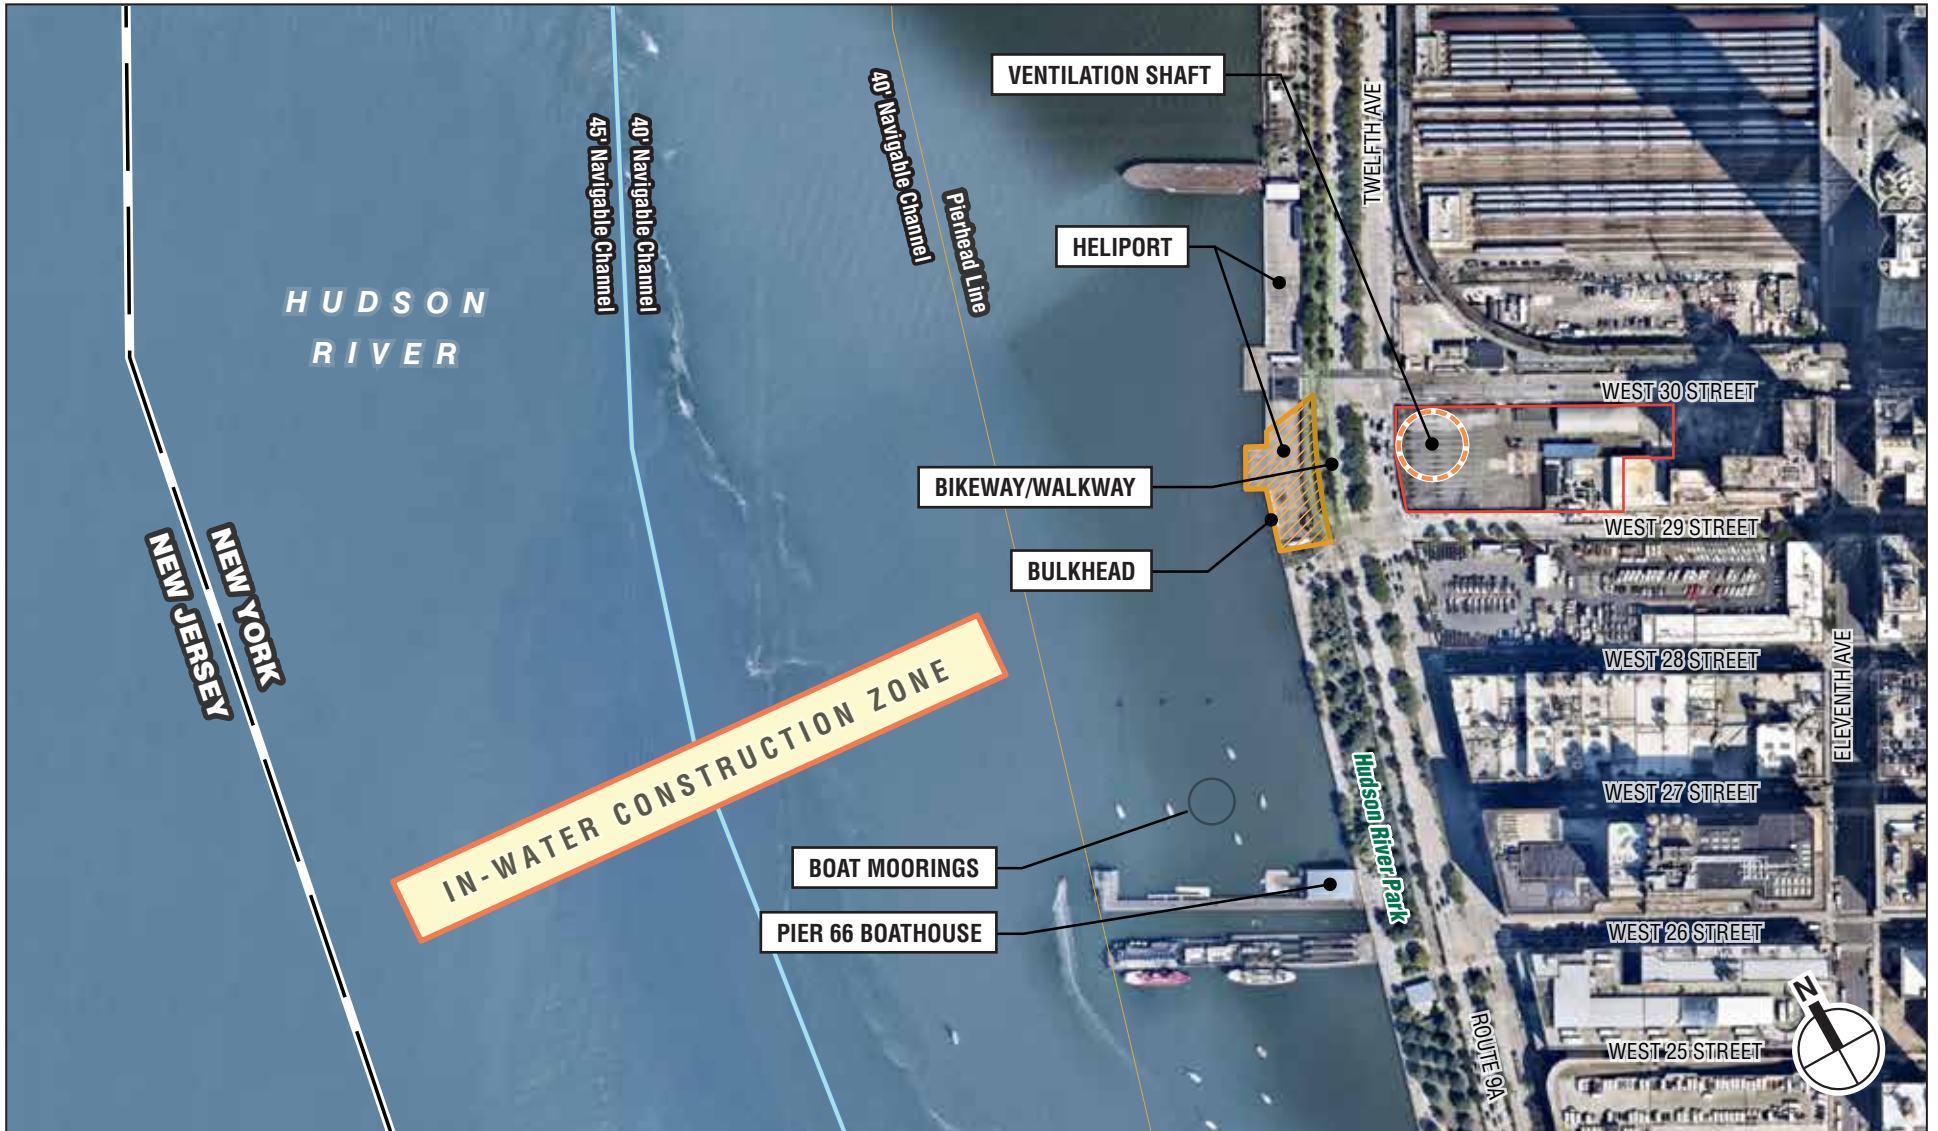 VENTILATION SHAFT
TWELFTH AVE
40' Navigable Channel
45' Navigable Channel
40' Navigable Channel
Pierhead Line
HELIPORT
HUDSON
RIVER
WEST 30 STREET
BIKEWAY/WALKWAY
WEST 29 STREET
BULKHEAD
NEW YORK
NEW JERSEY
WEST 28 STREET
ELEVENTH AVE
IN-WATER CONSTRUCTION ZONE
WEST 27 STREET
Hudson River Park
BOAT MOORINGS
PIER 66 BOATHOUSE
WEST 26 STREET
N
ROUTE 9A
WEST 25 STREET